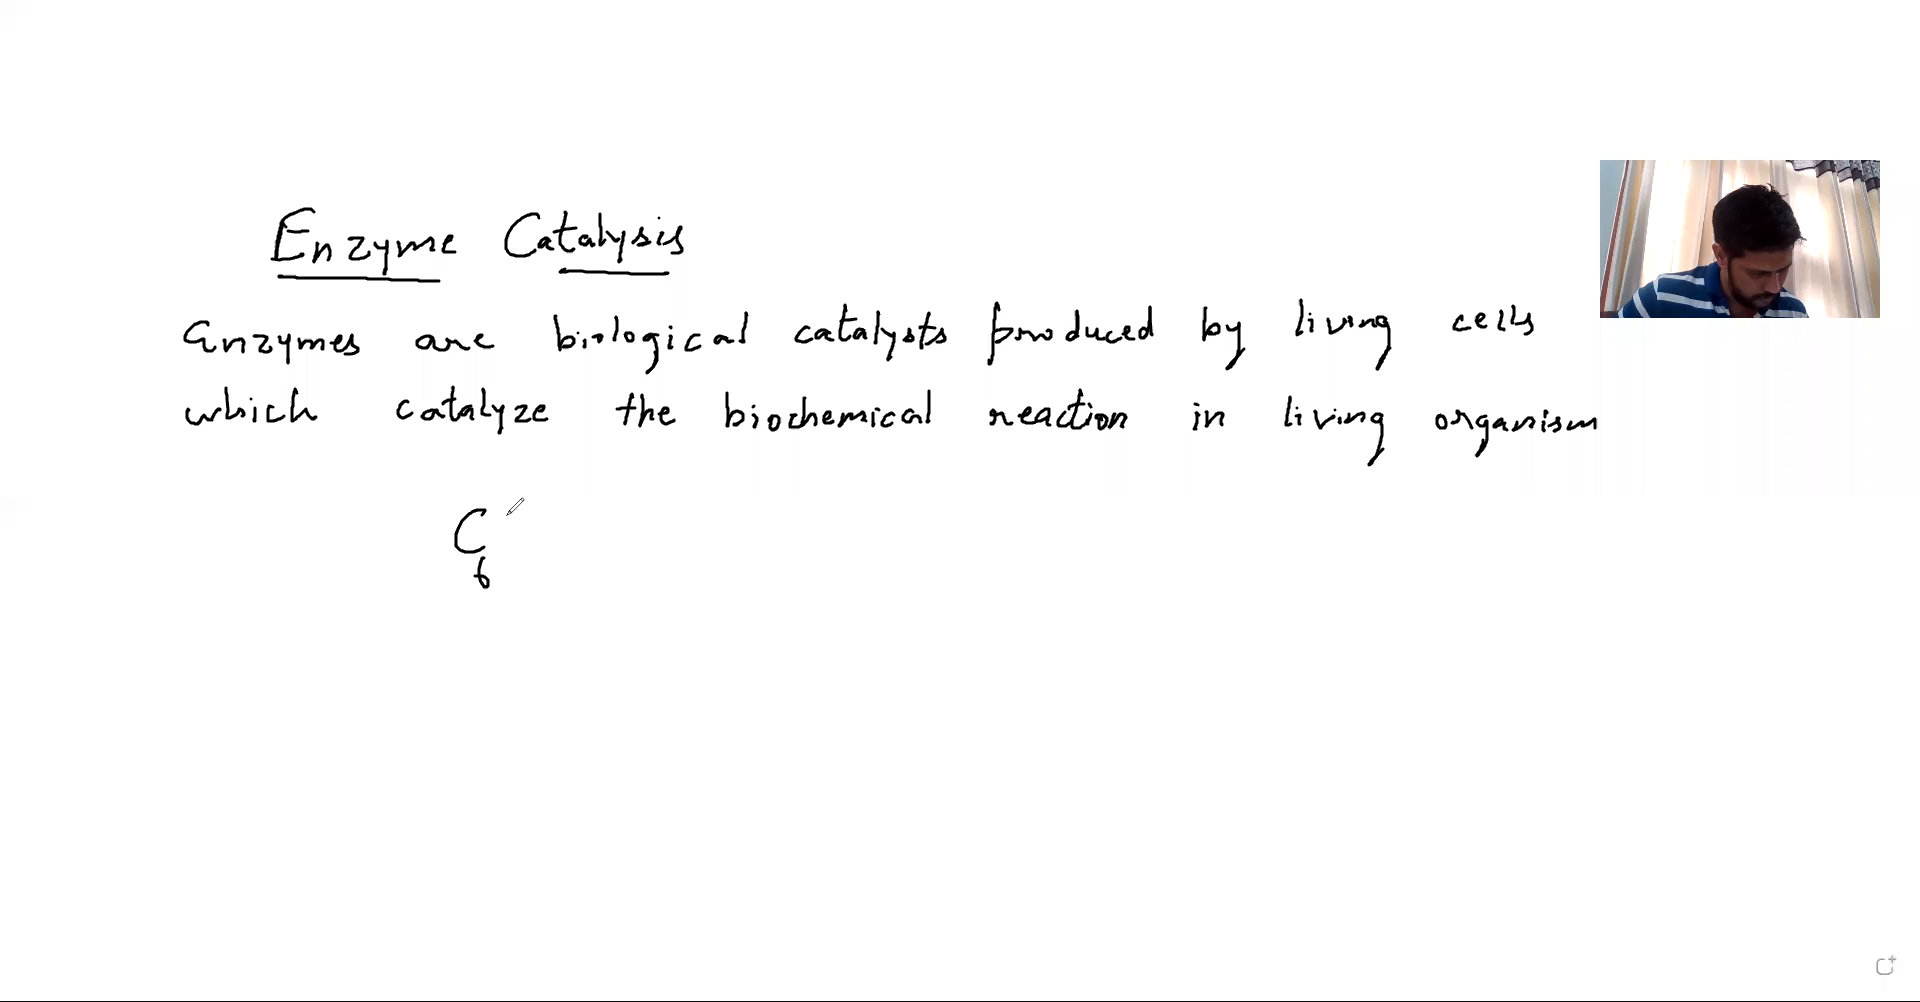 Enzyme Catalysis
Enzymes are biological catalysts produced by living cells
which catalyze the biochemical reaction in living organism
C6